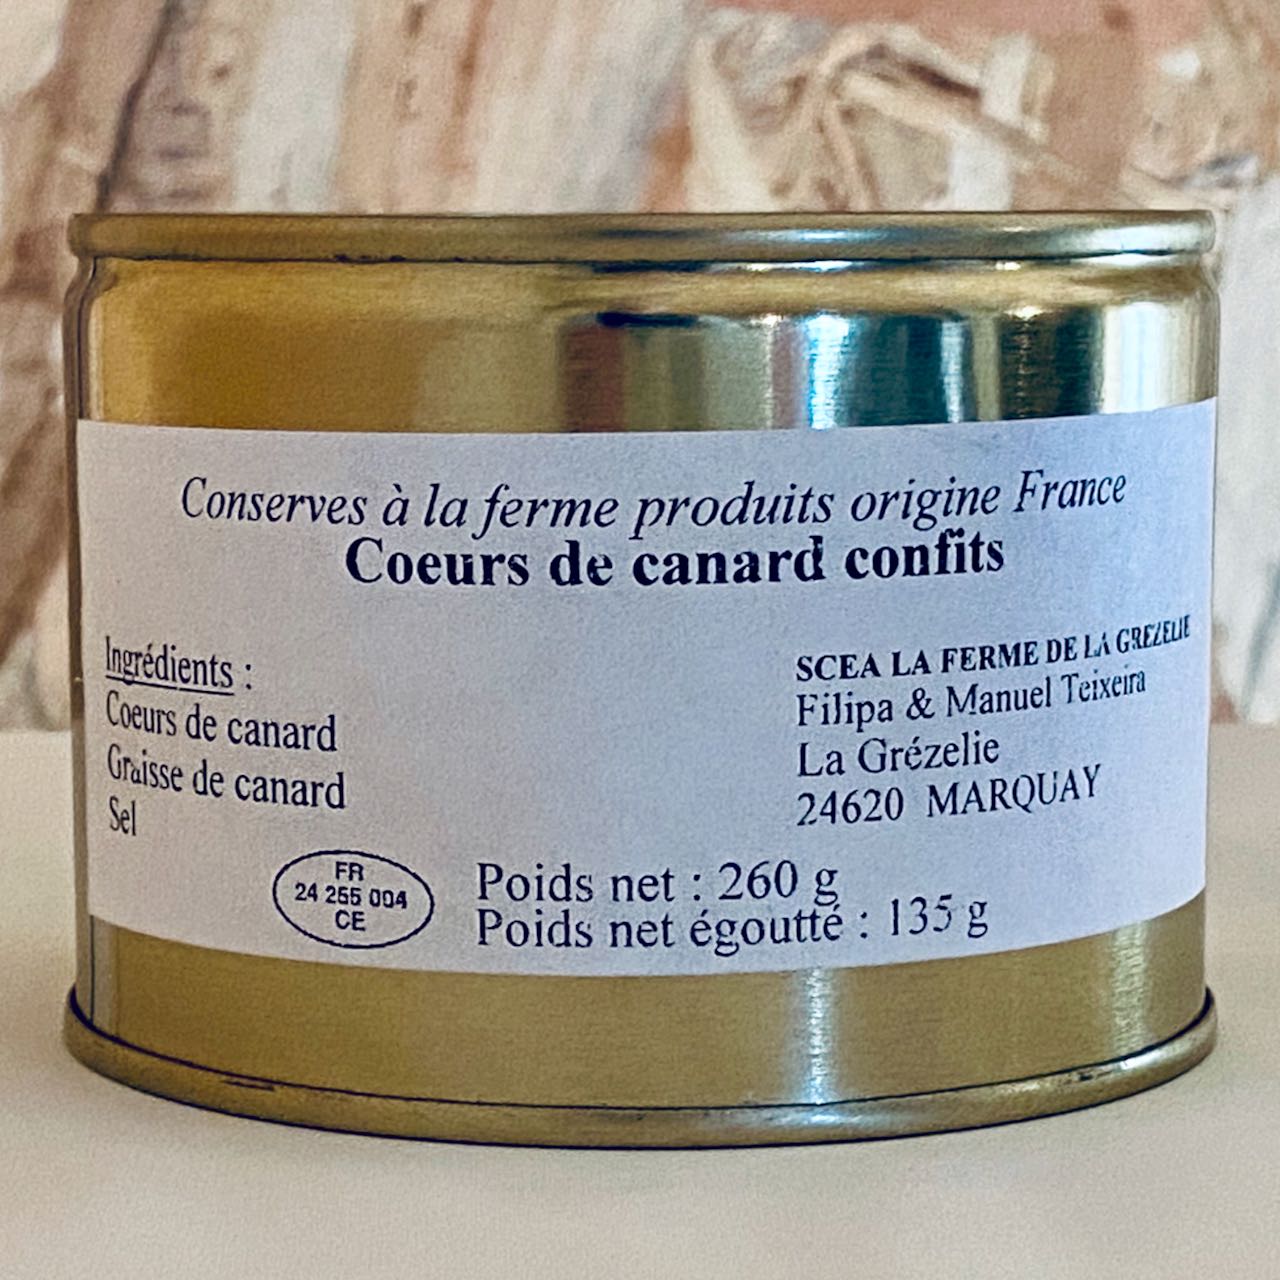 Conserves à la ferme produits origine France
Coeurs de canard confits
Ingrédients :
Coeurs de canard
Graisse de canard
Sel
SCEA LA FERME DE LA GREZELIE
Filipa & Manuel Teixeira
La Grézelie
24620 MARQUAY
FR
24 255 004
CE
Poids net : 260 g
Poids net égoutté : 135 g